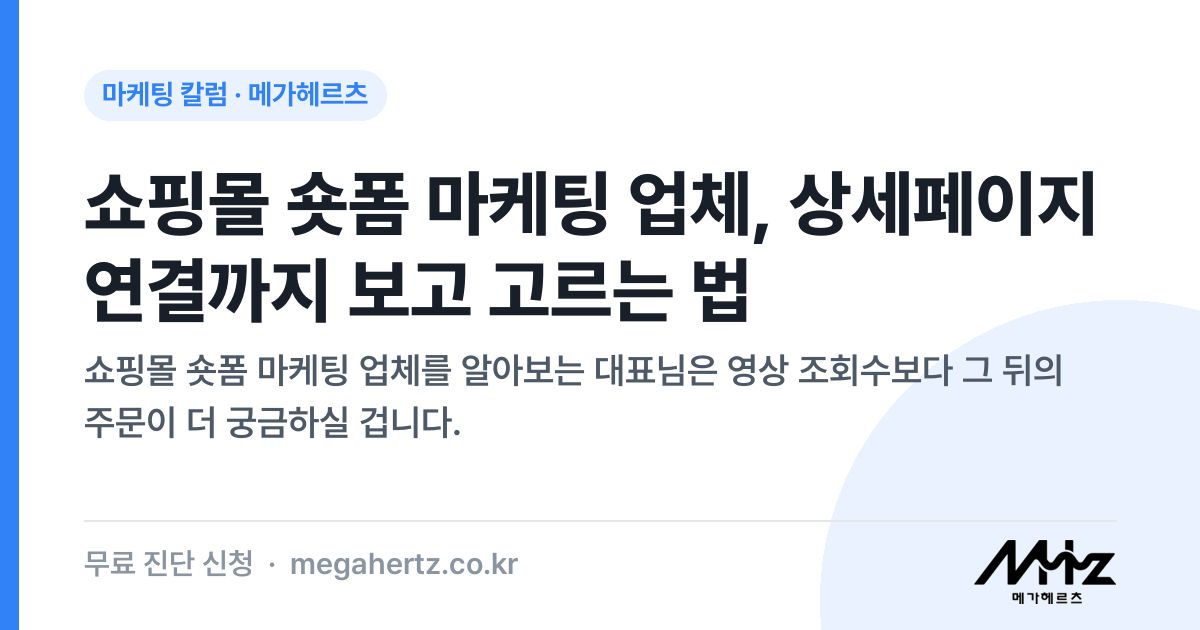 마케팅 칼럼 · 메가헤르츠
쇼핑몰 숏폼 마케팅 업체, 상세페이지
연결까지 보고 고르는 법
쇼핑몰 숏폼 마케팅 업체를 알아보는 대표님은 영상 조회수보다 그 뒤의
주문이 더 궁금하실 겁니다.
무료 진단 신청 · megahertz.co.kr
MHz
메가헤르츠